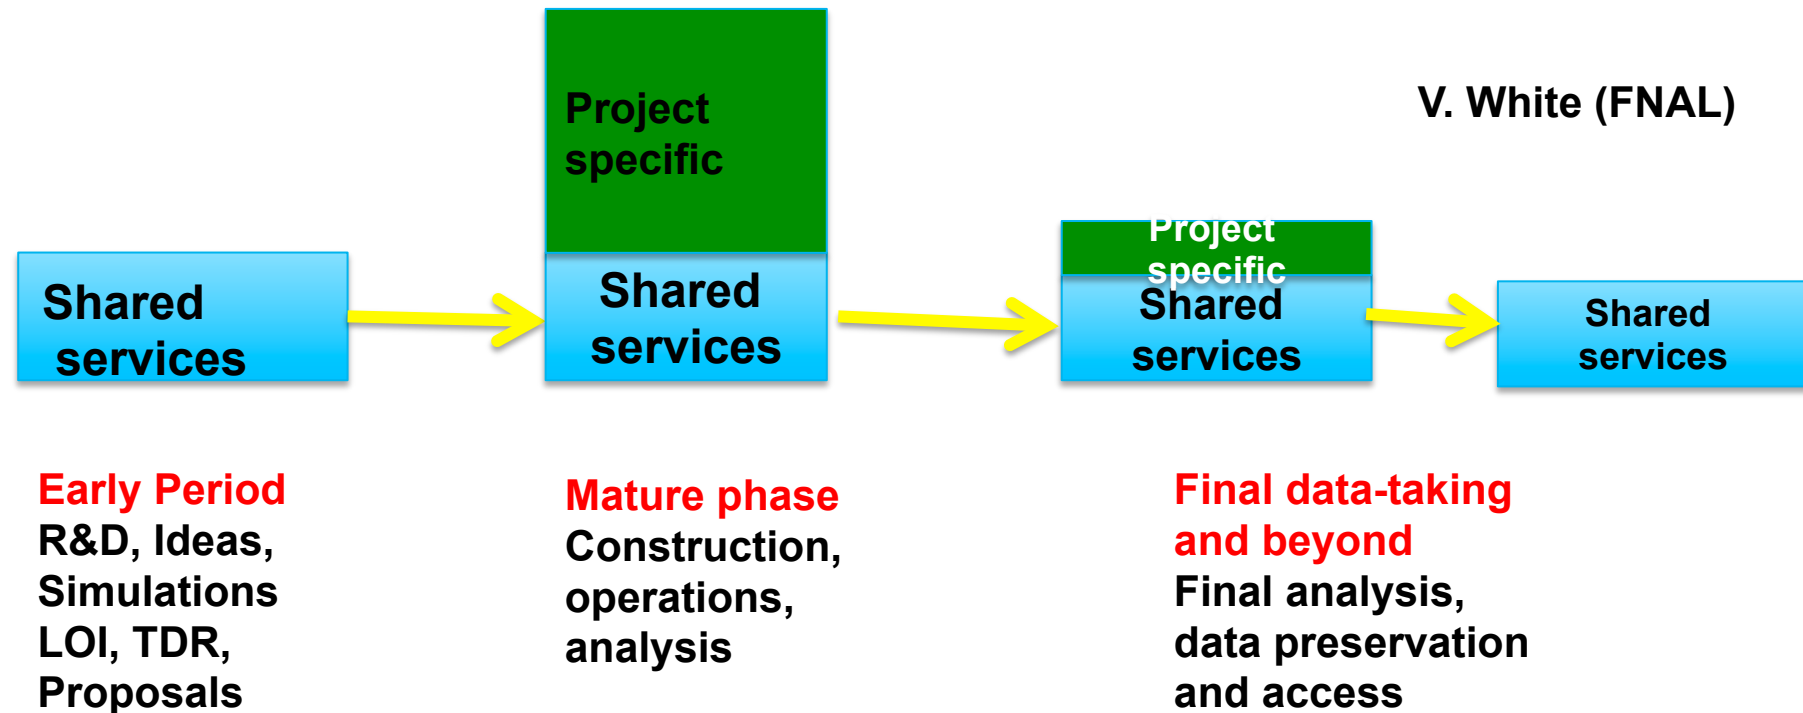 V. White (FNAL)
Shared
services
Project
specific
Shared
services
Project
specific
Shared
services
Shared
services
Early Period
R&D, Ideas,
Simulations
LOI, TDR,
Proposals
Mature phase
Construction,
operations,
analysis
Final data-taking
and beyond
Final analysis,
data preservation
and access